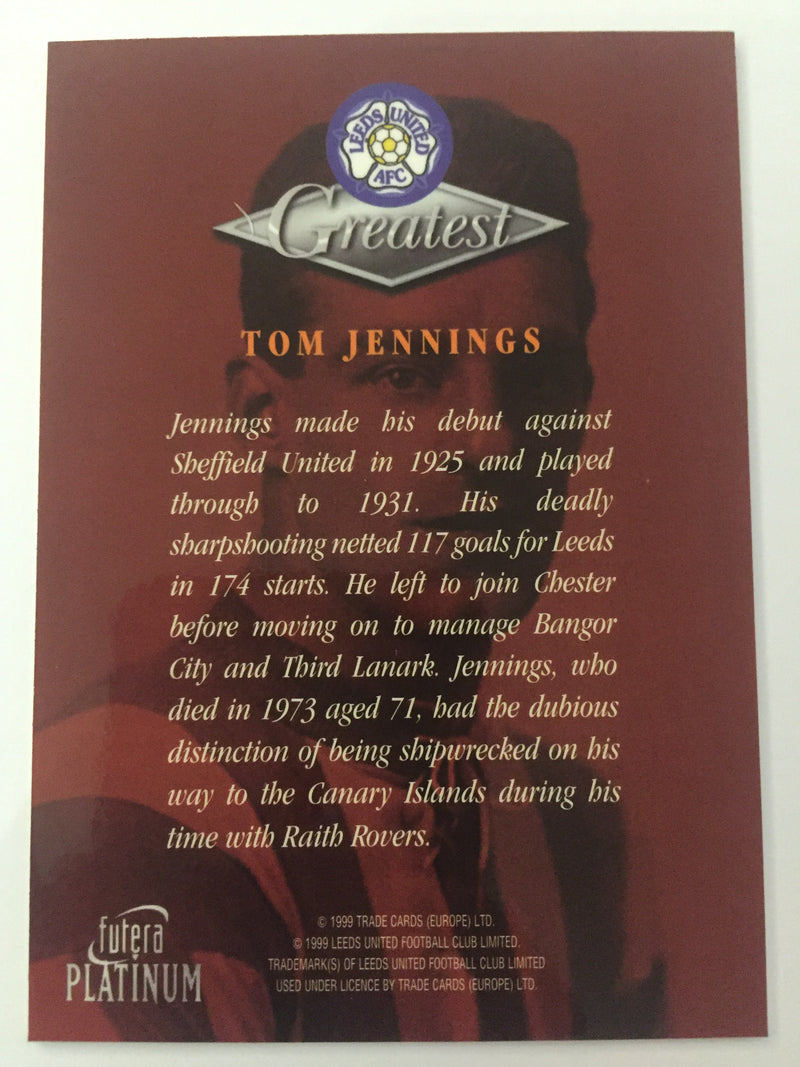 LEEDS UNITED
AFC
Greatest
TOM JENNINGS
Jennings made his debut against
Sheffield United in 1925 and played
through to 1931. His deadly
sharpshooting netted 117 goals for Leeds
in 174 starts. He left to join Chester
before moving on to manage Bangor
City and Third Lanark. Jennings, who
died in 1973 aged 71, had the dubious
distinction of being shipwrecked on his
way to the Canary Islands during his
time with Raith Rovers.
futera
PLATINUM
© 1999 TRADE CARDS (EUROPE) LTD.
© 1999 LEEDS UNITED FOOTBALL CLUB LIMITED.
TRADEMARK(S) OF LEEDS UNITED FOOTBALL CLUB LIMITED
USED UNDER LICENCE BY TRADE CARDS (EUROPE) LTD.